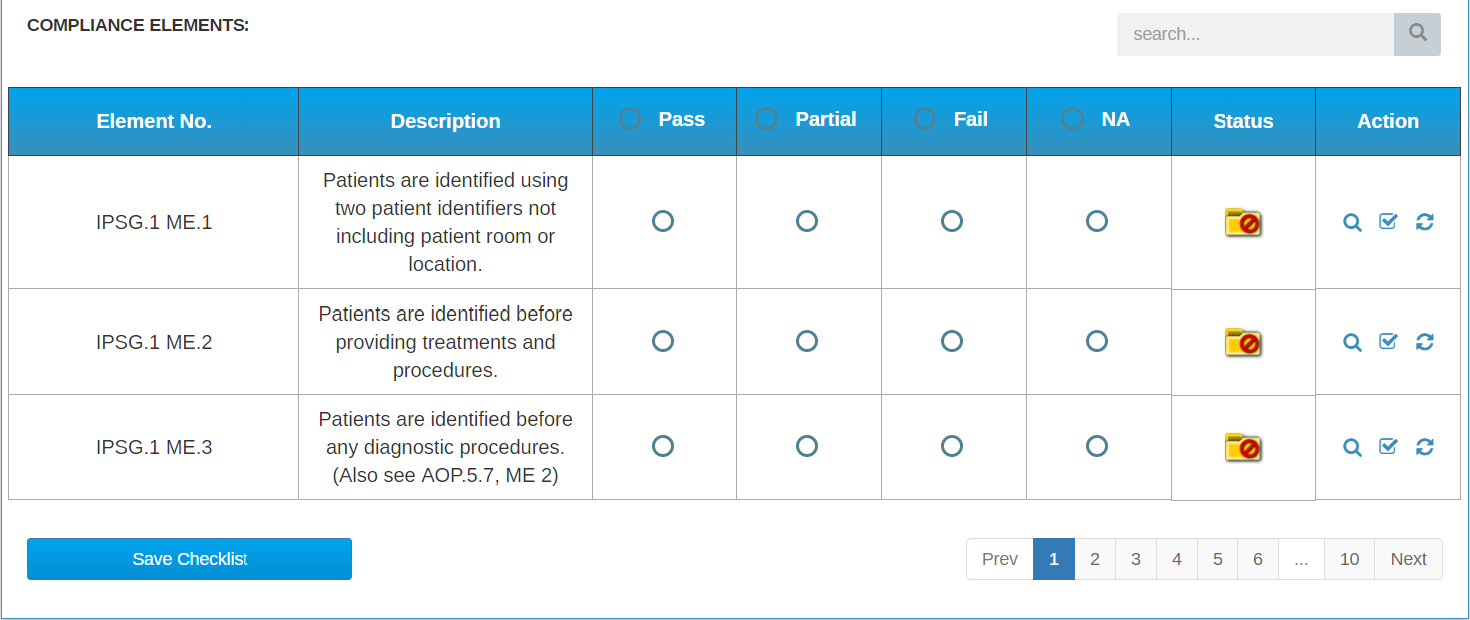 COMPLIANCE ELEMENTS:
search...
Element No. Description Pass Partial Fail NA Status Action
Patients are identified using
two patient identifiers not
IPSG.1 ME.1
including patient room or
location.
Patients are identified before
IPSG.1 ME.2 providing treatments and
procedures.
Patients are identified before
IPSG.1 ME.3 any diagnostic procedures.
(Also see AOP.5.7, ME 2)
Save Checklist Prev 1 2 3 4 5 6 ... 10 Next